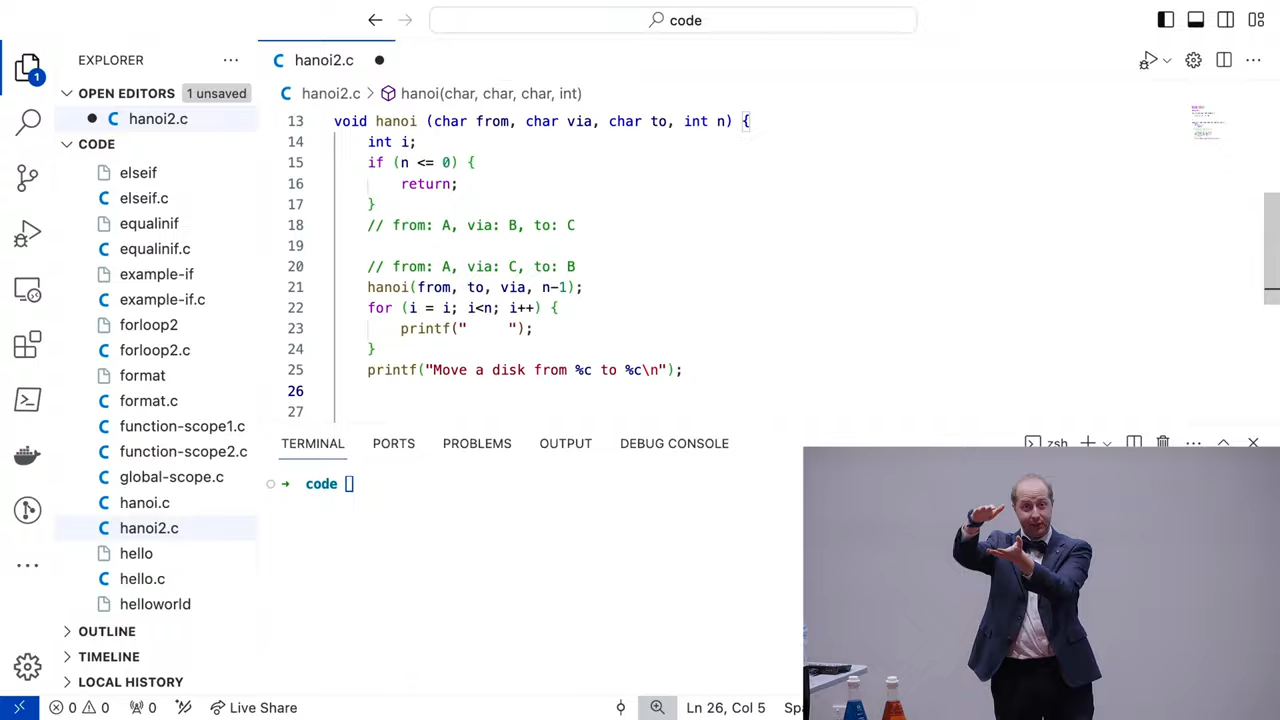 code
EXPLORER
hanoi2.c
OPEN EDITORS 1 unsaved
hanoi2.c > hanoi(char, char, char, int)
hanoi2.c
CODE
elseif
elseif.c
equalinif
equalinif.c
example-if
example-if.c
forloop2
forloop2.c
format
format.c
function-scope1.c
function-scope2.c
global-scope.c
hanoi.c
hanoi2.c
hello
hello.c
helloworld
OUTLINE
TIMELINE
LOCAL HISTORY
13 void hanoi (char from, char via, char to, int n) {
14 int i;
15 if (n <= 0) {
16 return;
17 }
18 // from: A, via: B, to: C
19
20 // from: A, via: C, to: B
21 hanoi(from, to, via, n-1);
22 for (i = i; i<n; i++) {
23 printf("     ");
24 }
25 printf("Move a disk from %c to %c\n");
26
27
TERMINAL PORTS PROBLEMS OUTPUT DEBUG CONSOLE
zsh
code
1
0 0 0 Live Share
Ln 26, Col 5 Spa